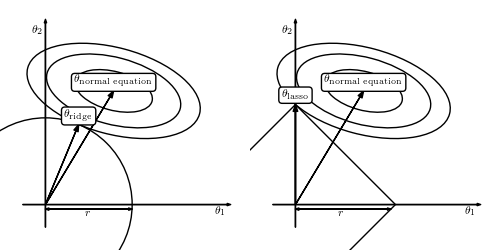 θ₂
θnormal equation
θridge
θ₁
r
θ₂
θnormal equation
θlasso
θ₁
r